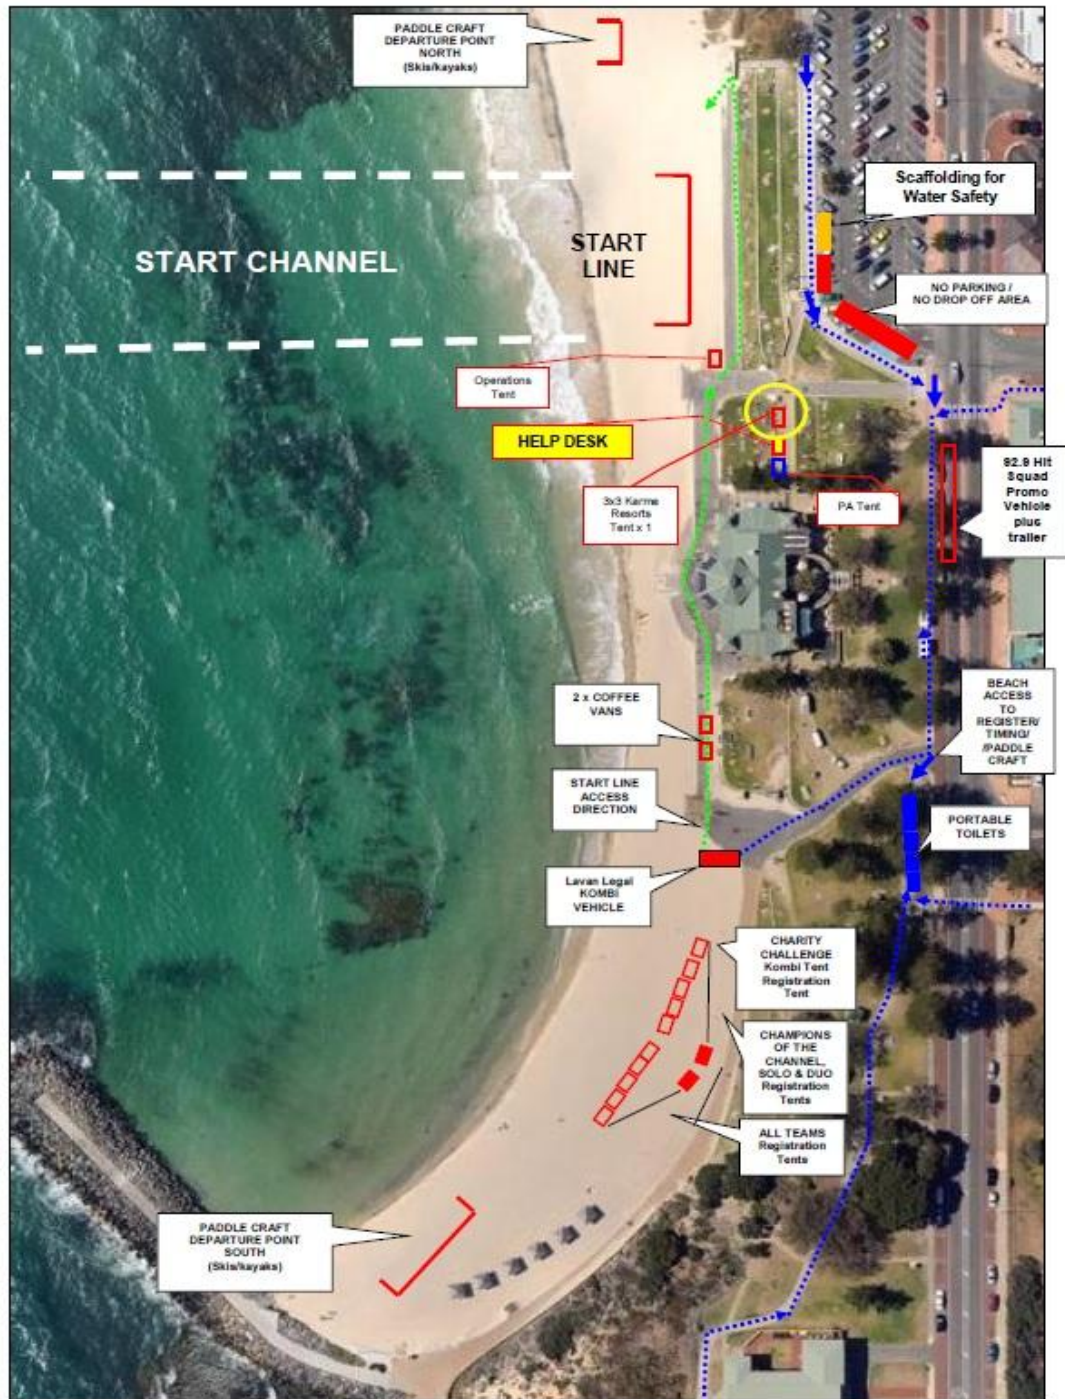 PADDLE CRAFT
DEPARTURE POINT
NORTH
(Skis/kayaks)
Scaffolding for
Water Safety
START CHANNEL
START
LINE
NO PARKING /
NO DROP OFF AREA
Operations
Tent
HELP DESK
3x3 Karma
Resorts
Tent x 1
PA Tent
92.9 Hit
Squad
Promo
Vehicle
plus
trailer
2 x COFFEE
VANS
BEACH
ACCESS
TO
REGISTER/
TIMING/
/PADDLE
CRAFT
START LINE
ACCESS
DIRECTION
PORTABLE
TOILETS
Lavan Legal
KOMBI
VEHICLE
CHARITY
CHALLENGE
Kombi Tent
Registration
Tent
CHAMPIONS
OF THE
CHANNEL,
SOLO & DUO
Registration
Tents
ALL TEAMS
Registration
Tents
PADDLE CRAFT
DEPARTURE POINT
SOUTH
(Skis/kayaks)